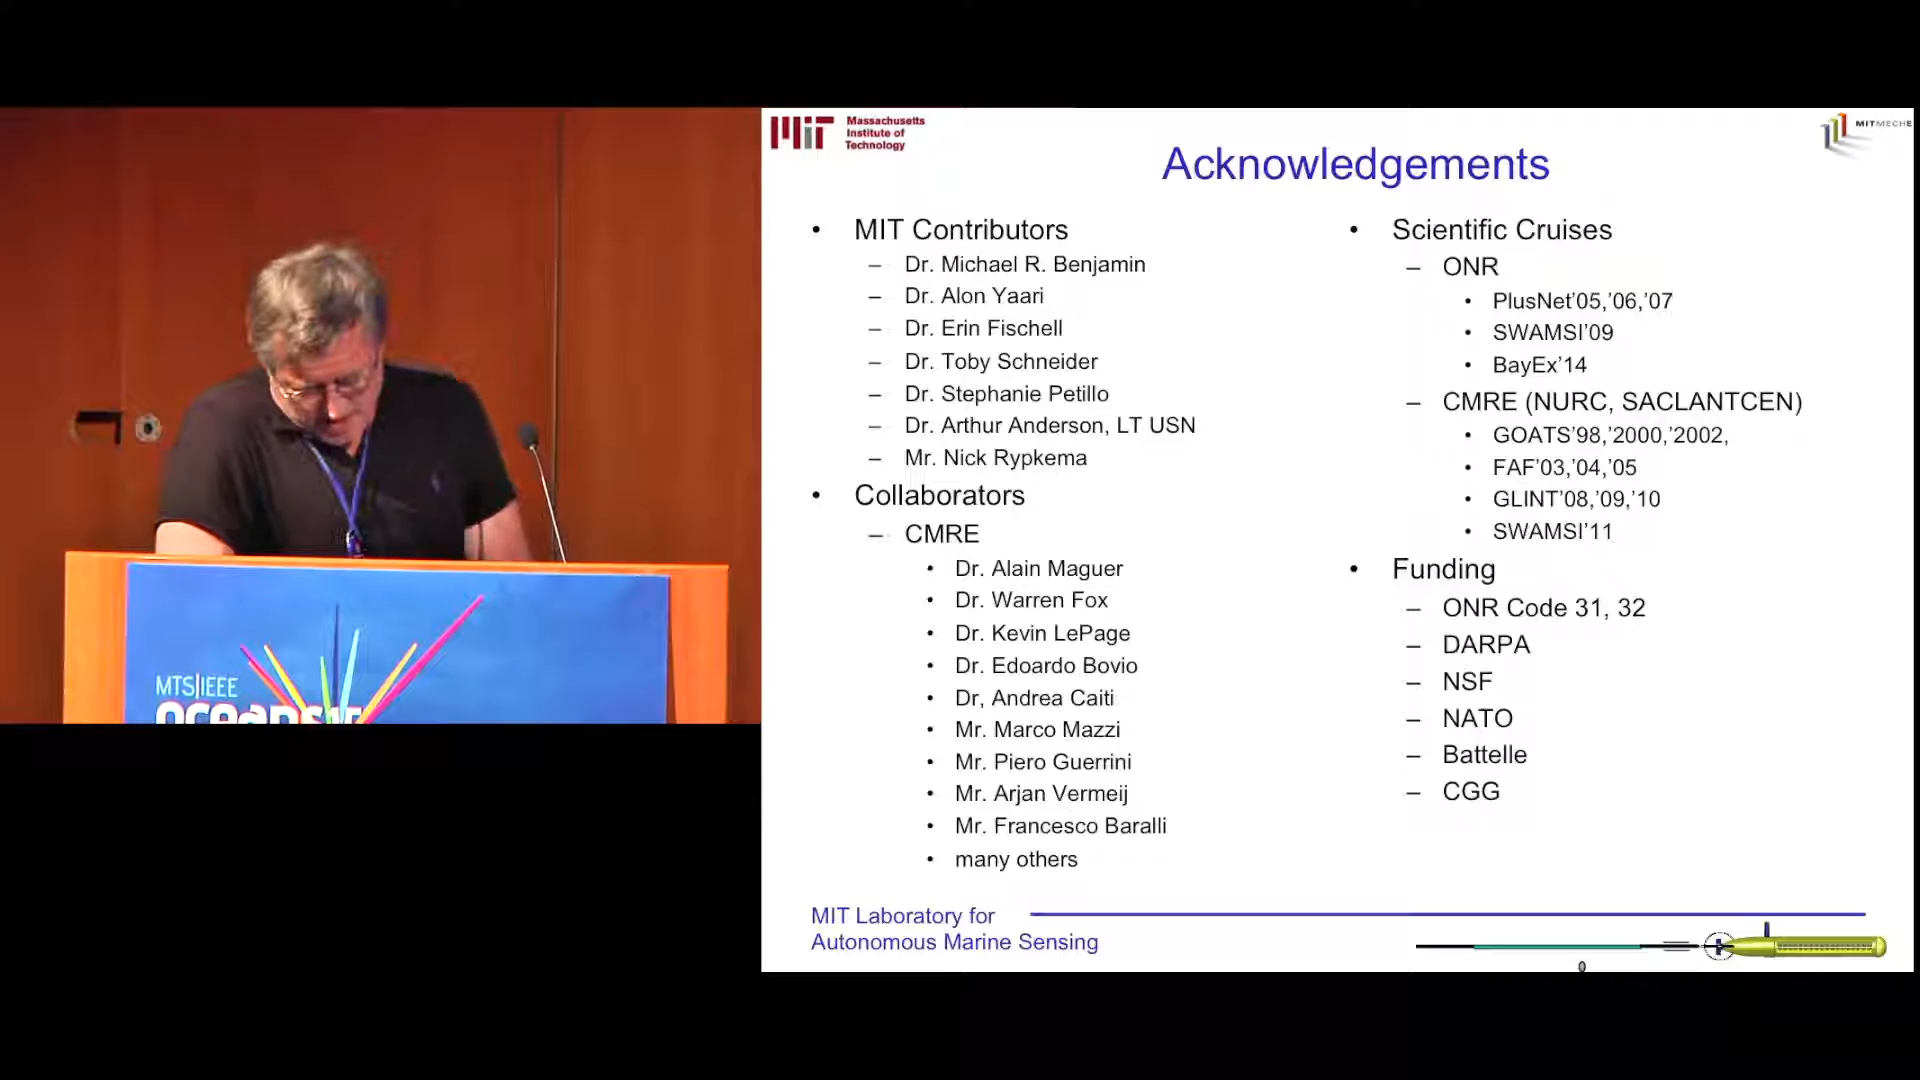 Massachusetts
Institute of
Technology
MITMECHE
Acknowledgements
• MIT Contributors
– Dr. Michael R. Benjamin
– Dr. Alon Yaari
– Dr. Erin Fischell
– Dr. Toby Schneider
– Dr. Stephanie Petillo
– Dr. Arthur Anderson, LT USN
– Mr. Nick Rypkema
• Collaborators
– CMRE
• Dr. Alain Maguer
• Dr. Warren Fox
• Dr. Kevin LePage
• Dr. Edoardo Bovio
• Dr, Andrea Caiti
• Mr. Marco Mazzi
• Mr. Piero Guerrini
• Mr. Arjan Vermeij
• Mr. Francesco Baralli
• many others
• Scientific Cruises
– ONR
• PlusNet’05,’06,’07
• SWAMSI’09
• BayEx’14
– CMRE (NURC, SACLANTCEN)
• GOATS’98,’2000,’2002,
• FAF’03,’04,’05
• GLINT’08,’09,’10
• SWAMSI’11
• Funding
– ONR Code 31, 32
– DARPA
– NSF
– NATO
– Battelle
– CGG
MIT Laboratory for
Autonomous Marine Sensing
MTS|IEEE